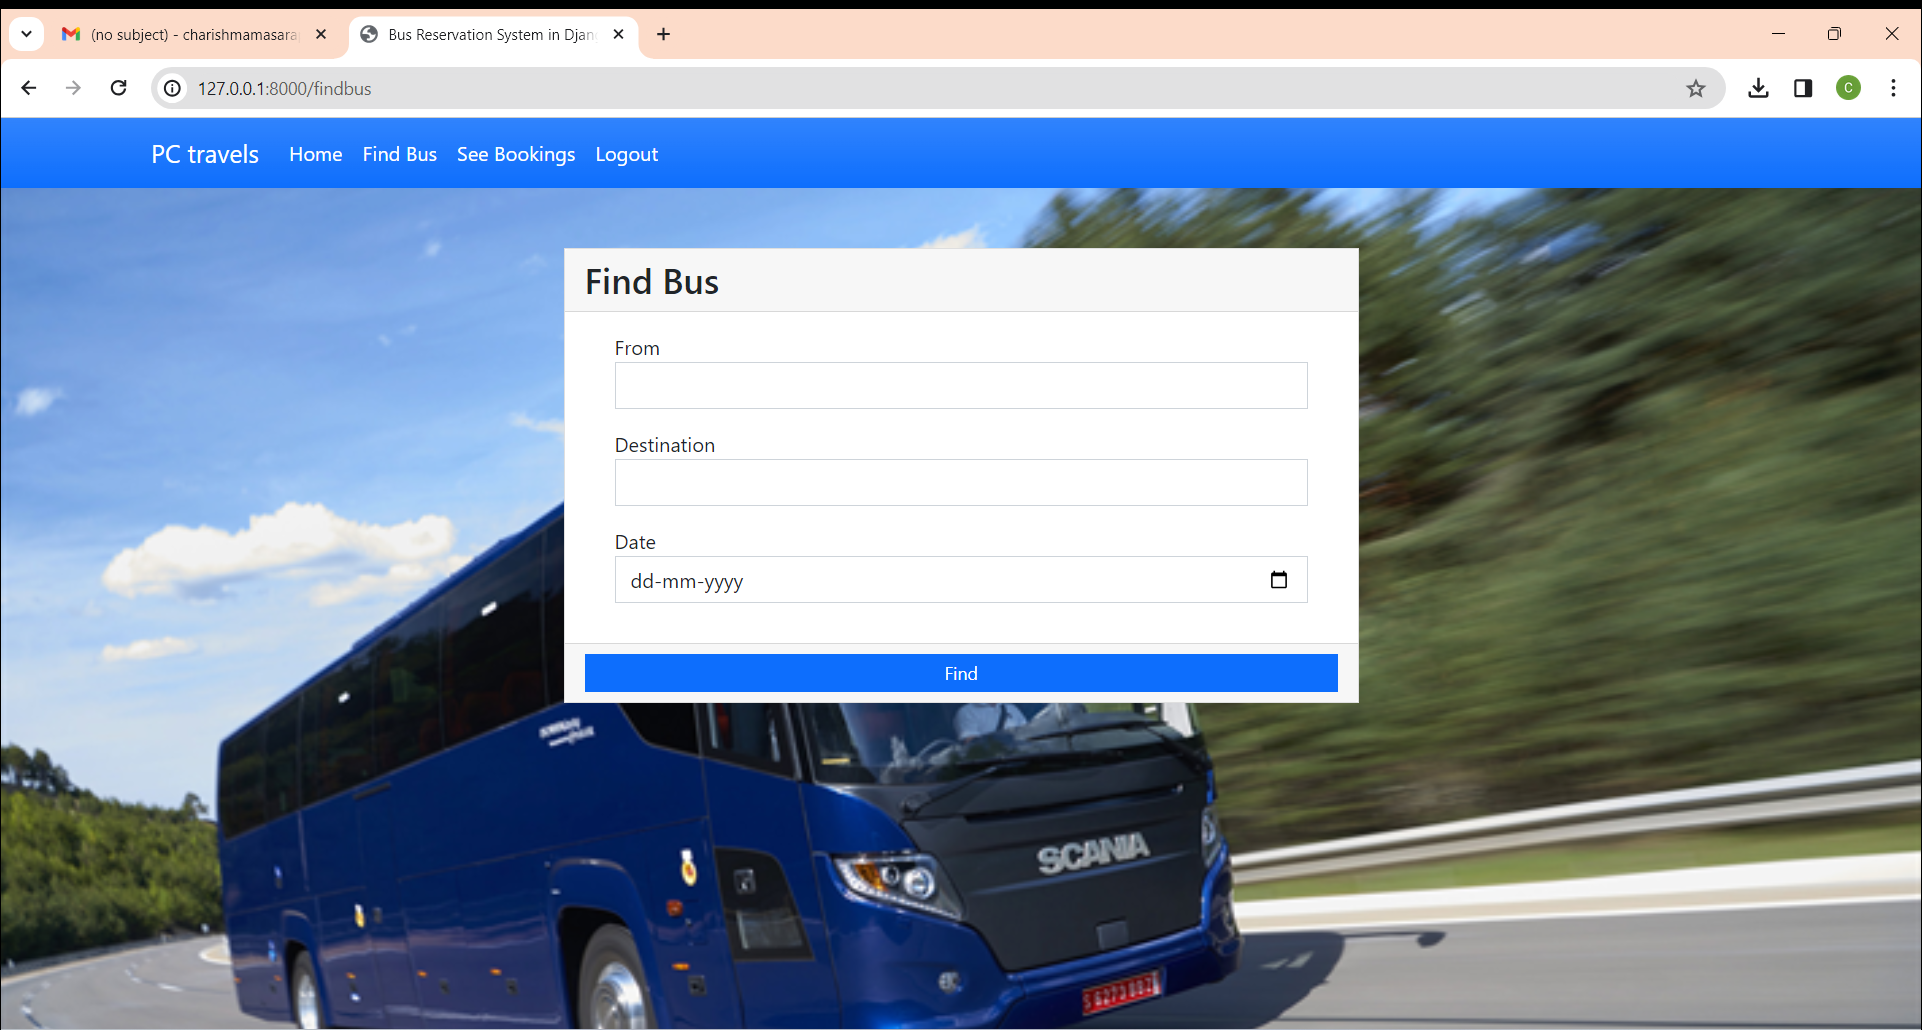 (no subject) - charishmamasara
Bus Reservation System in Djan
127.0.0.1:8000/findbus
C
PC travels Home Find Bus See Bookings Logout
Find Bus
From
Destination
Date
dd-mm-yyyy
Find
SCANIA